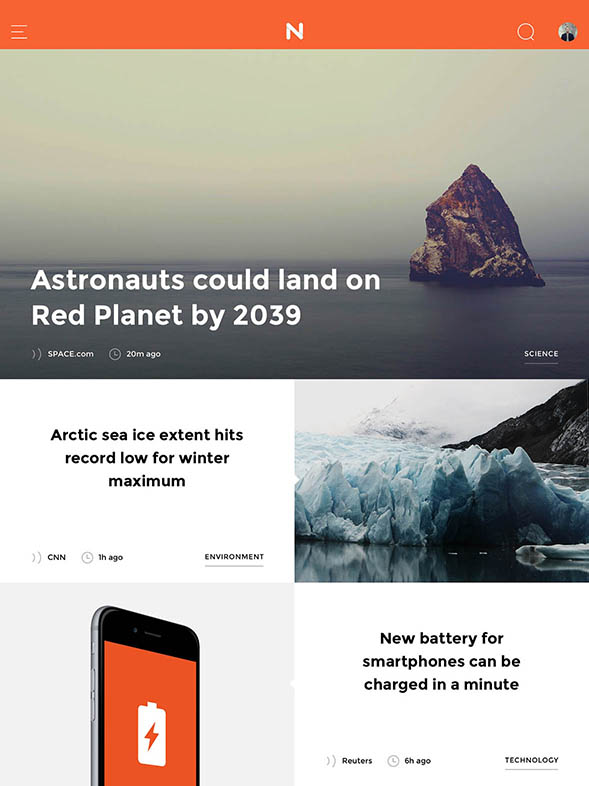 N
Astronauts could land on
Red Planet by 2039
SPACE.com 20m ago SCIENCE
Arctic sea ice extent hits
record low for winter
maximum
CNN 1h ago ENVIRONMENT
New battery for
smartphones can be
charged in a minute
Reuters 6h ago TECHNOLOGY